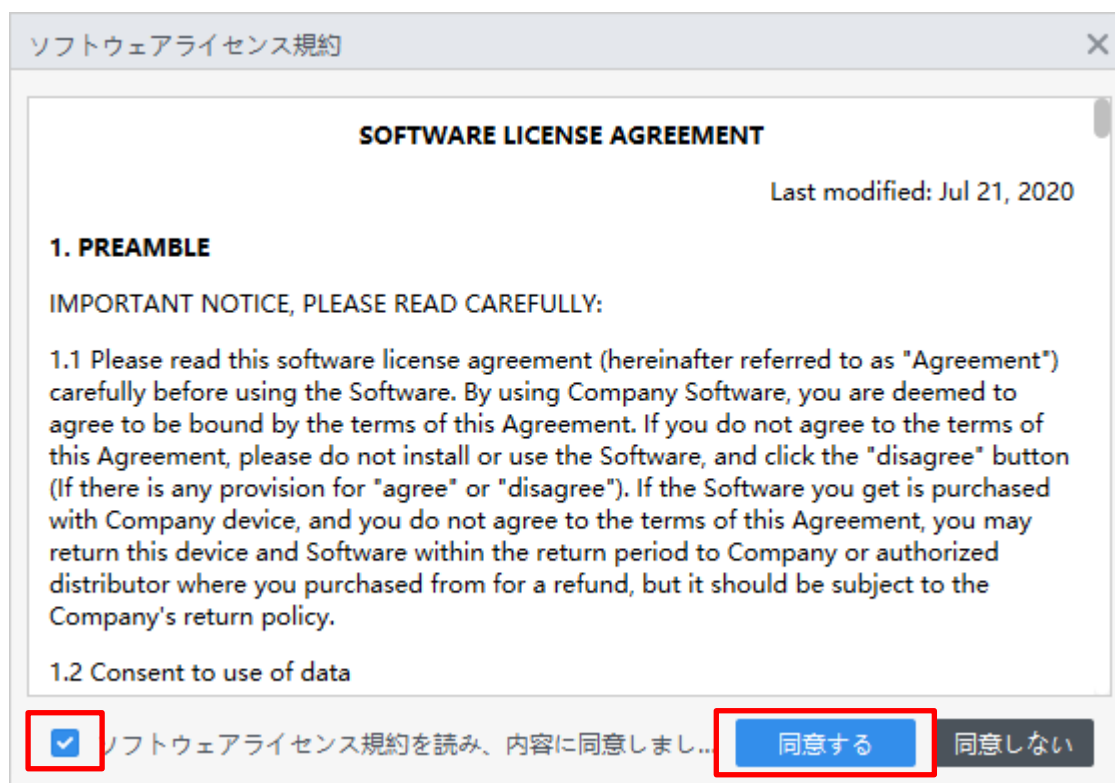 ソフトウェアライセンス規約
SOFTWARE LICENSE AGREEMENT
Last modified: Jul 21, 2020
1. PREAMBLE
IMPORTANT NOTICE, PLEASE READ CAREFULLY:
1.1 Please read this software license agreement (hereinafter referred to as "Agreement")
carefully before using the Software. By using Company Software, you are deemed to
agree to be bound by the terms of this Agreement. If you do not agree to the terms of
this Agreement, please do not install or use the Software, and click the "disagree" button
(If there is any provision for "agree" or "disagree"). If the Software you get is purchased
with Company device, and you do not agree to the terms of this Agreement, you may
return this device and Software within the return period to Company or authorized
distributor where you purchased from for a refund, but it should be subject to the
Company's return policy.
1.2 Consent to use of data
ソフトウェアライセンス規約を読み、内容に同意しまし...
同意する
同意しない